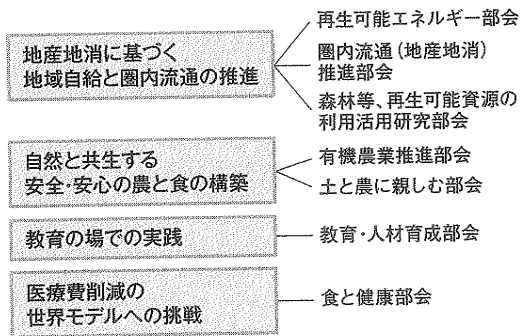 地産地消に基づく
地域自給と圏内流通の推進
再生可能エネルギー部会
圏内流通（地産地消）
推進部会
森林等、再生可能資源の
利用活用研究部会
自然と共生する
安全・安心の農と食の構築
有機農業推進部会
土と農に親しむ部会
教育の場での実践
教育・人材育成部会
医療費削減の
世界モデルへの挑戦
食と健康部会